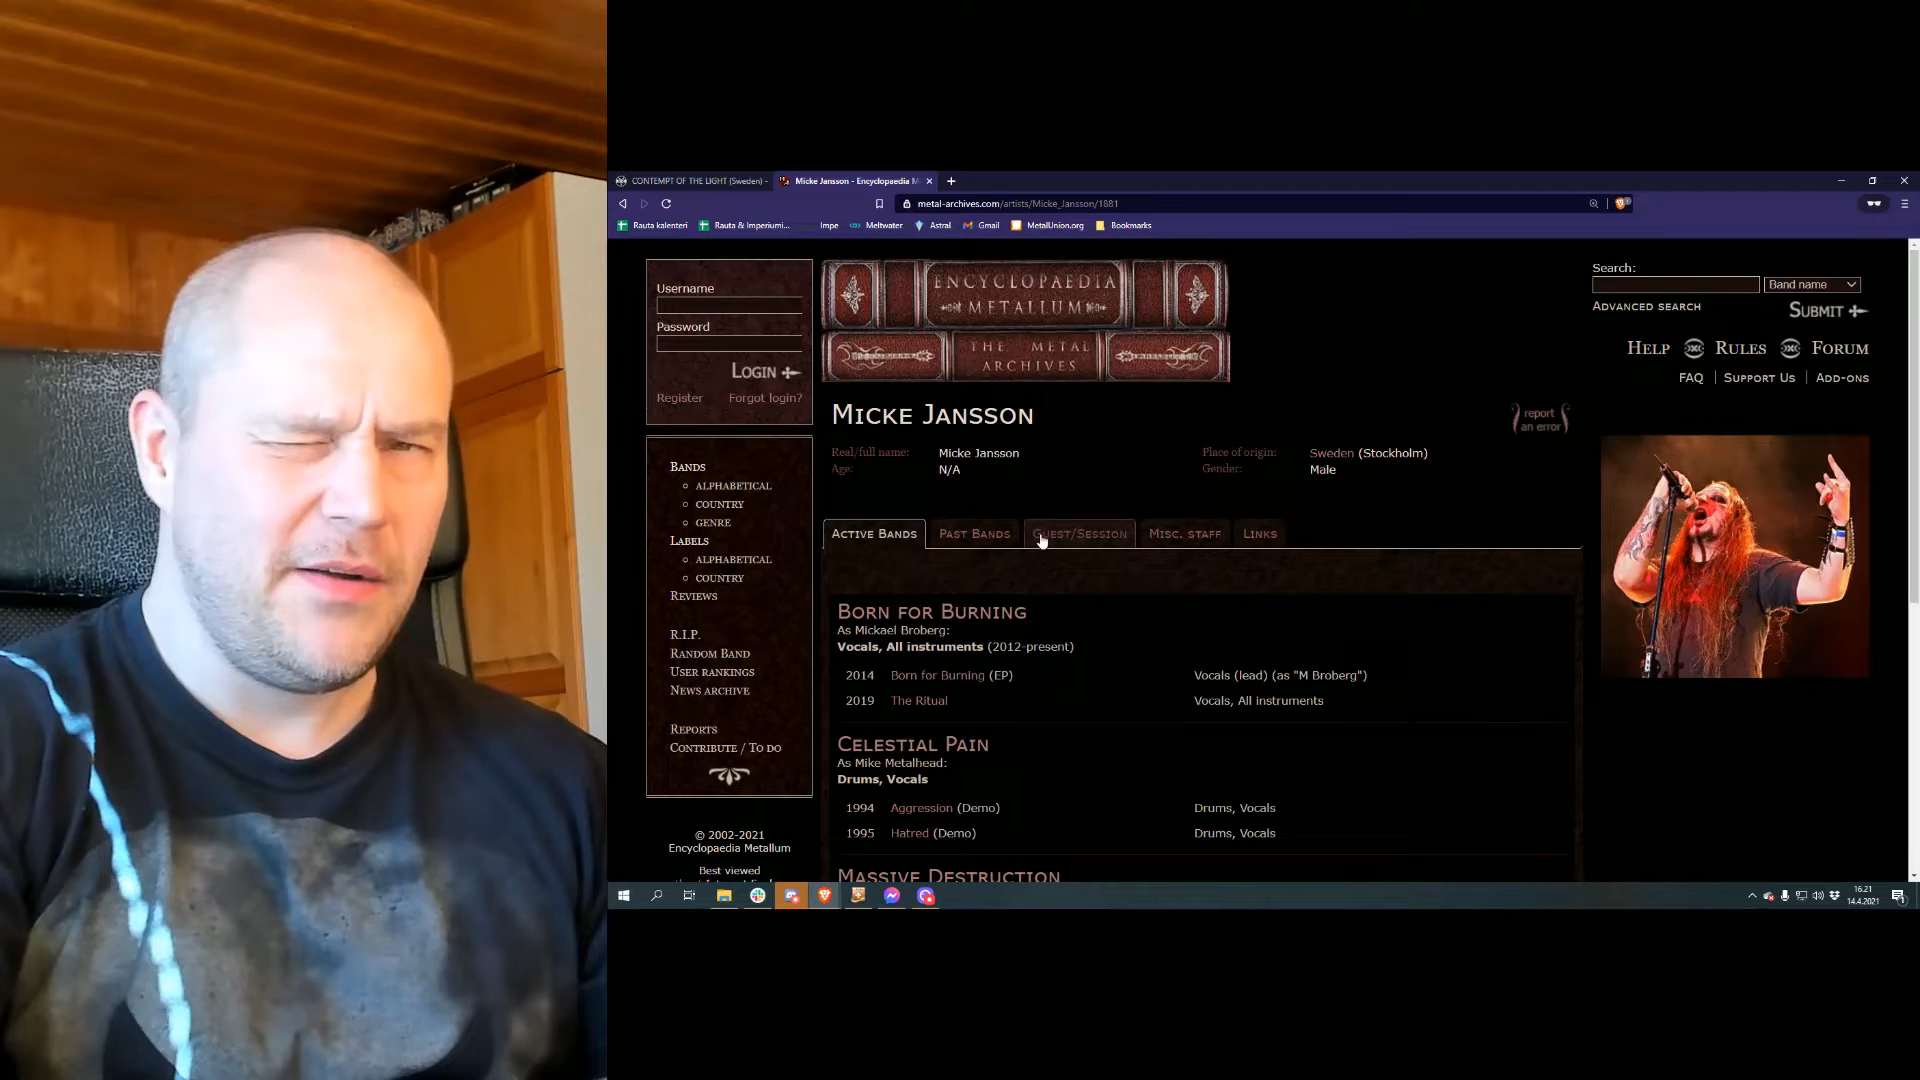 CONTEMPT OF THE LIGHT (Sweden) -
Micke Jansson - Encyclopaedia M
metal-archives.com/artists/Micke_Jansson/1881
Rauta kalenteri
Rauta & Imperiumi...
Impe
Meltwater
Astral
Gmail
MetalUnion.org
Bookmarks
Username
Password
LOGIN
Register
Forgot login?
ENCYCLOPAEDIA
METALLUM
THE METAL
ARCHIVES
Search:
Band name
ADVANCED SEARCH
SUBMIT
HELP
RULES
FORUM
FAQ
SUPPORT US
ADD-ONS
MICKE JANSSON
report
an error
Real/full name:
Micke Jansson
Place of origin:
Sweden (Stockholm)
Age:
N/A
Gender:
Male
BANDS
ALPHABETICAL
COUNTRY
GENRE
LABELS
ALPHABETICAL
COUNTRY
REVIEWS
R.I.P.
RANDOM BAND
USER RANKINGS
NEWS ARCHIVE
REPORTS
CONTRIBUTE / TO DO
© 2002-2021
Encyclopaedia Metallum
Best viewed
ACTIVE BANDS
PAST BANDS
GUEST/SESSION
MISC. STAFF
LINKS
BORN FOR BURNING
As Mickael Broberg:
Vocals, All instruments (2012-present)
2014 Born for Burning (EP) Vocals (lead) (as "M Broberg")
2019 The Ritual Vocals, All instruments
CELESTIAL PAIN
As Mike Metalhead:
Drums, Vocals
1994 Aggression (Demo) Drums, Vocals
1995 Hatred (Demo) Drums, Vocals
MASSIVE DESTRUCTION
16.21
14.4.2021